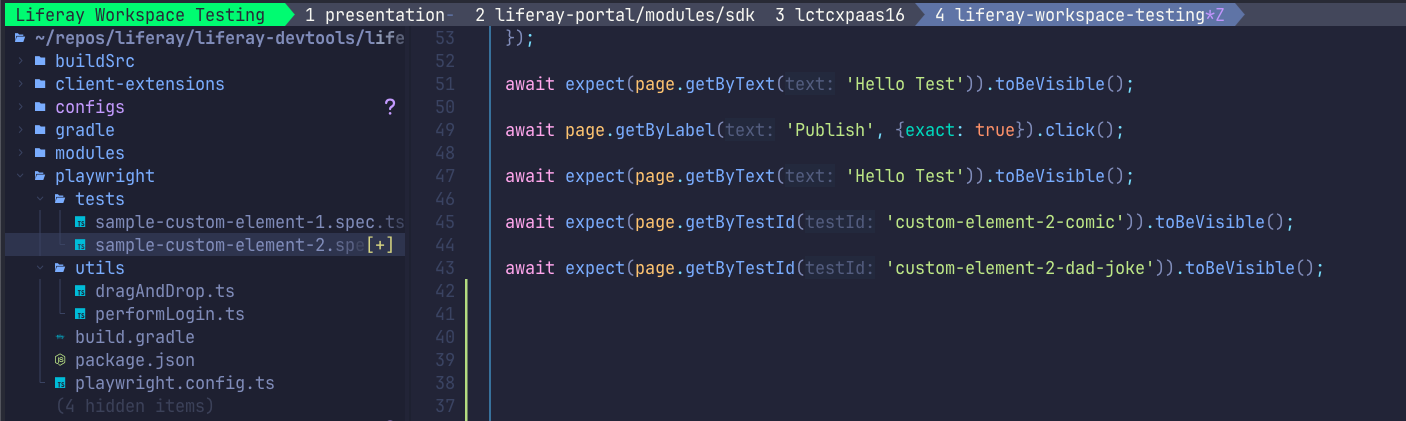 Liferay Workspace Testing 1 presentation- 2 liferay-portal/modules/sdk 3 lctcxpaas16 4 liferay-workspace-testing*Z
~/repos/liferay/liferay-devtools/life
buildSrc
client-extensions
configs ?
gradle
modules
playwright
tests
sample-custom-element-1.spec.ts
sample-custom-element-2.spe[+]
utils
dragAndDrop.ts
performLogin.ts
build.gradle
package.json
playwright.config.ts
(4 hidden items)
53 });
52
51 await expect(page.getByText(text: 'Hello Test')).toBeVisible();
50
49 await page.getByLabel(text: 'Publish', {exact: true}).click();
48
47 await expect(page.getByText(text: 'Hello Test')).toBeVisible();
46
45 await expect(page.getByTestId(testId: 'custom-element-2-comic')).toBeVisible();
44
43 await expect(page.getByTestId(testId: 'custom-element-2-dad-joke')).toBeVisible();
42
41
40
39
38
37